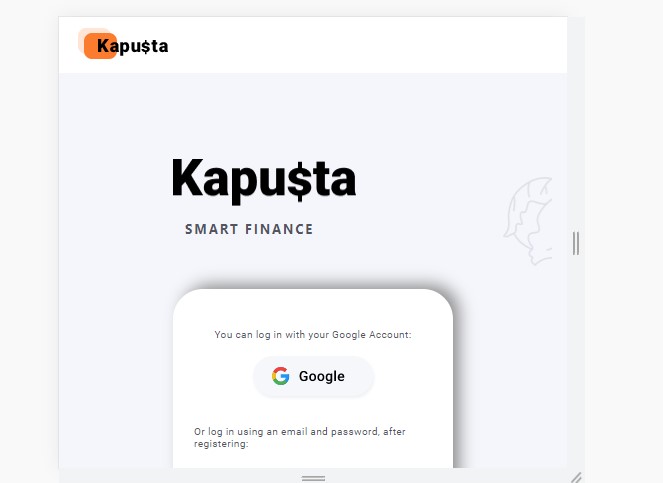 Kapu$ta
Kapu$ta
SMART FINANCE
You can log in with your Google Account:
Google
Or log in using an email and password, after
registering: